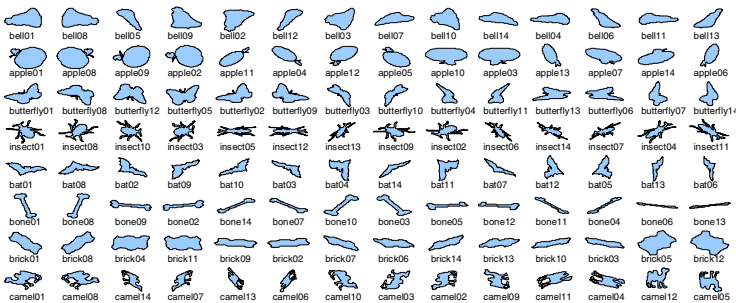 bell01 bell08 bell05 bell09 bell02 bell12 bell03 bell07 bell10 bell14 bell04 bell06 bell11 bell13
apple01 apple08 apple09 apple02 apple11 apple04 apple12 apple05 apple10 apple03 apple13 apple07 apple14 apple06
butterfly01 butterfly08 butterfly12 butterfly05 butterfly02 butterfly09 butterfly03 butterfly10 butterfly04 butterfly11 butterfly13 butterfly06 butterfly07 butterfly14
insect01 insect08 insect10 insect03 insect05 insect12 insect13 insect09 insect02 insect06 insect14 insect07 insect04 insect11
bat01 bat08 bat02 bat09 bat10 bat03 bat04 bat14 bat11 bat07 bat12 bat05 bat13 bat06
bone01 bone08 bone09 bone02 bone14 bone07 bone10 bone03 bone05 bone12 bone11 bone04 bone06 bone13
brick01 brick08 brick04 brick11 brick09 brick02 brick07 brick06 brick14 brick13 brick10 brick03 brick05 brick12
camel01 camel08 camel14 camel07 camel13 camel06 camel10 camel03 camel02 camel09 camel11 camel04 camel12 camel05